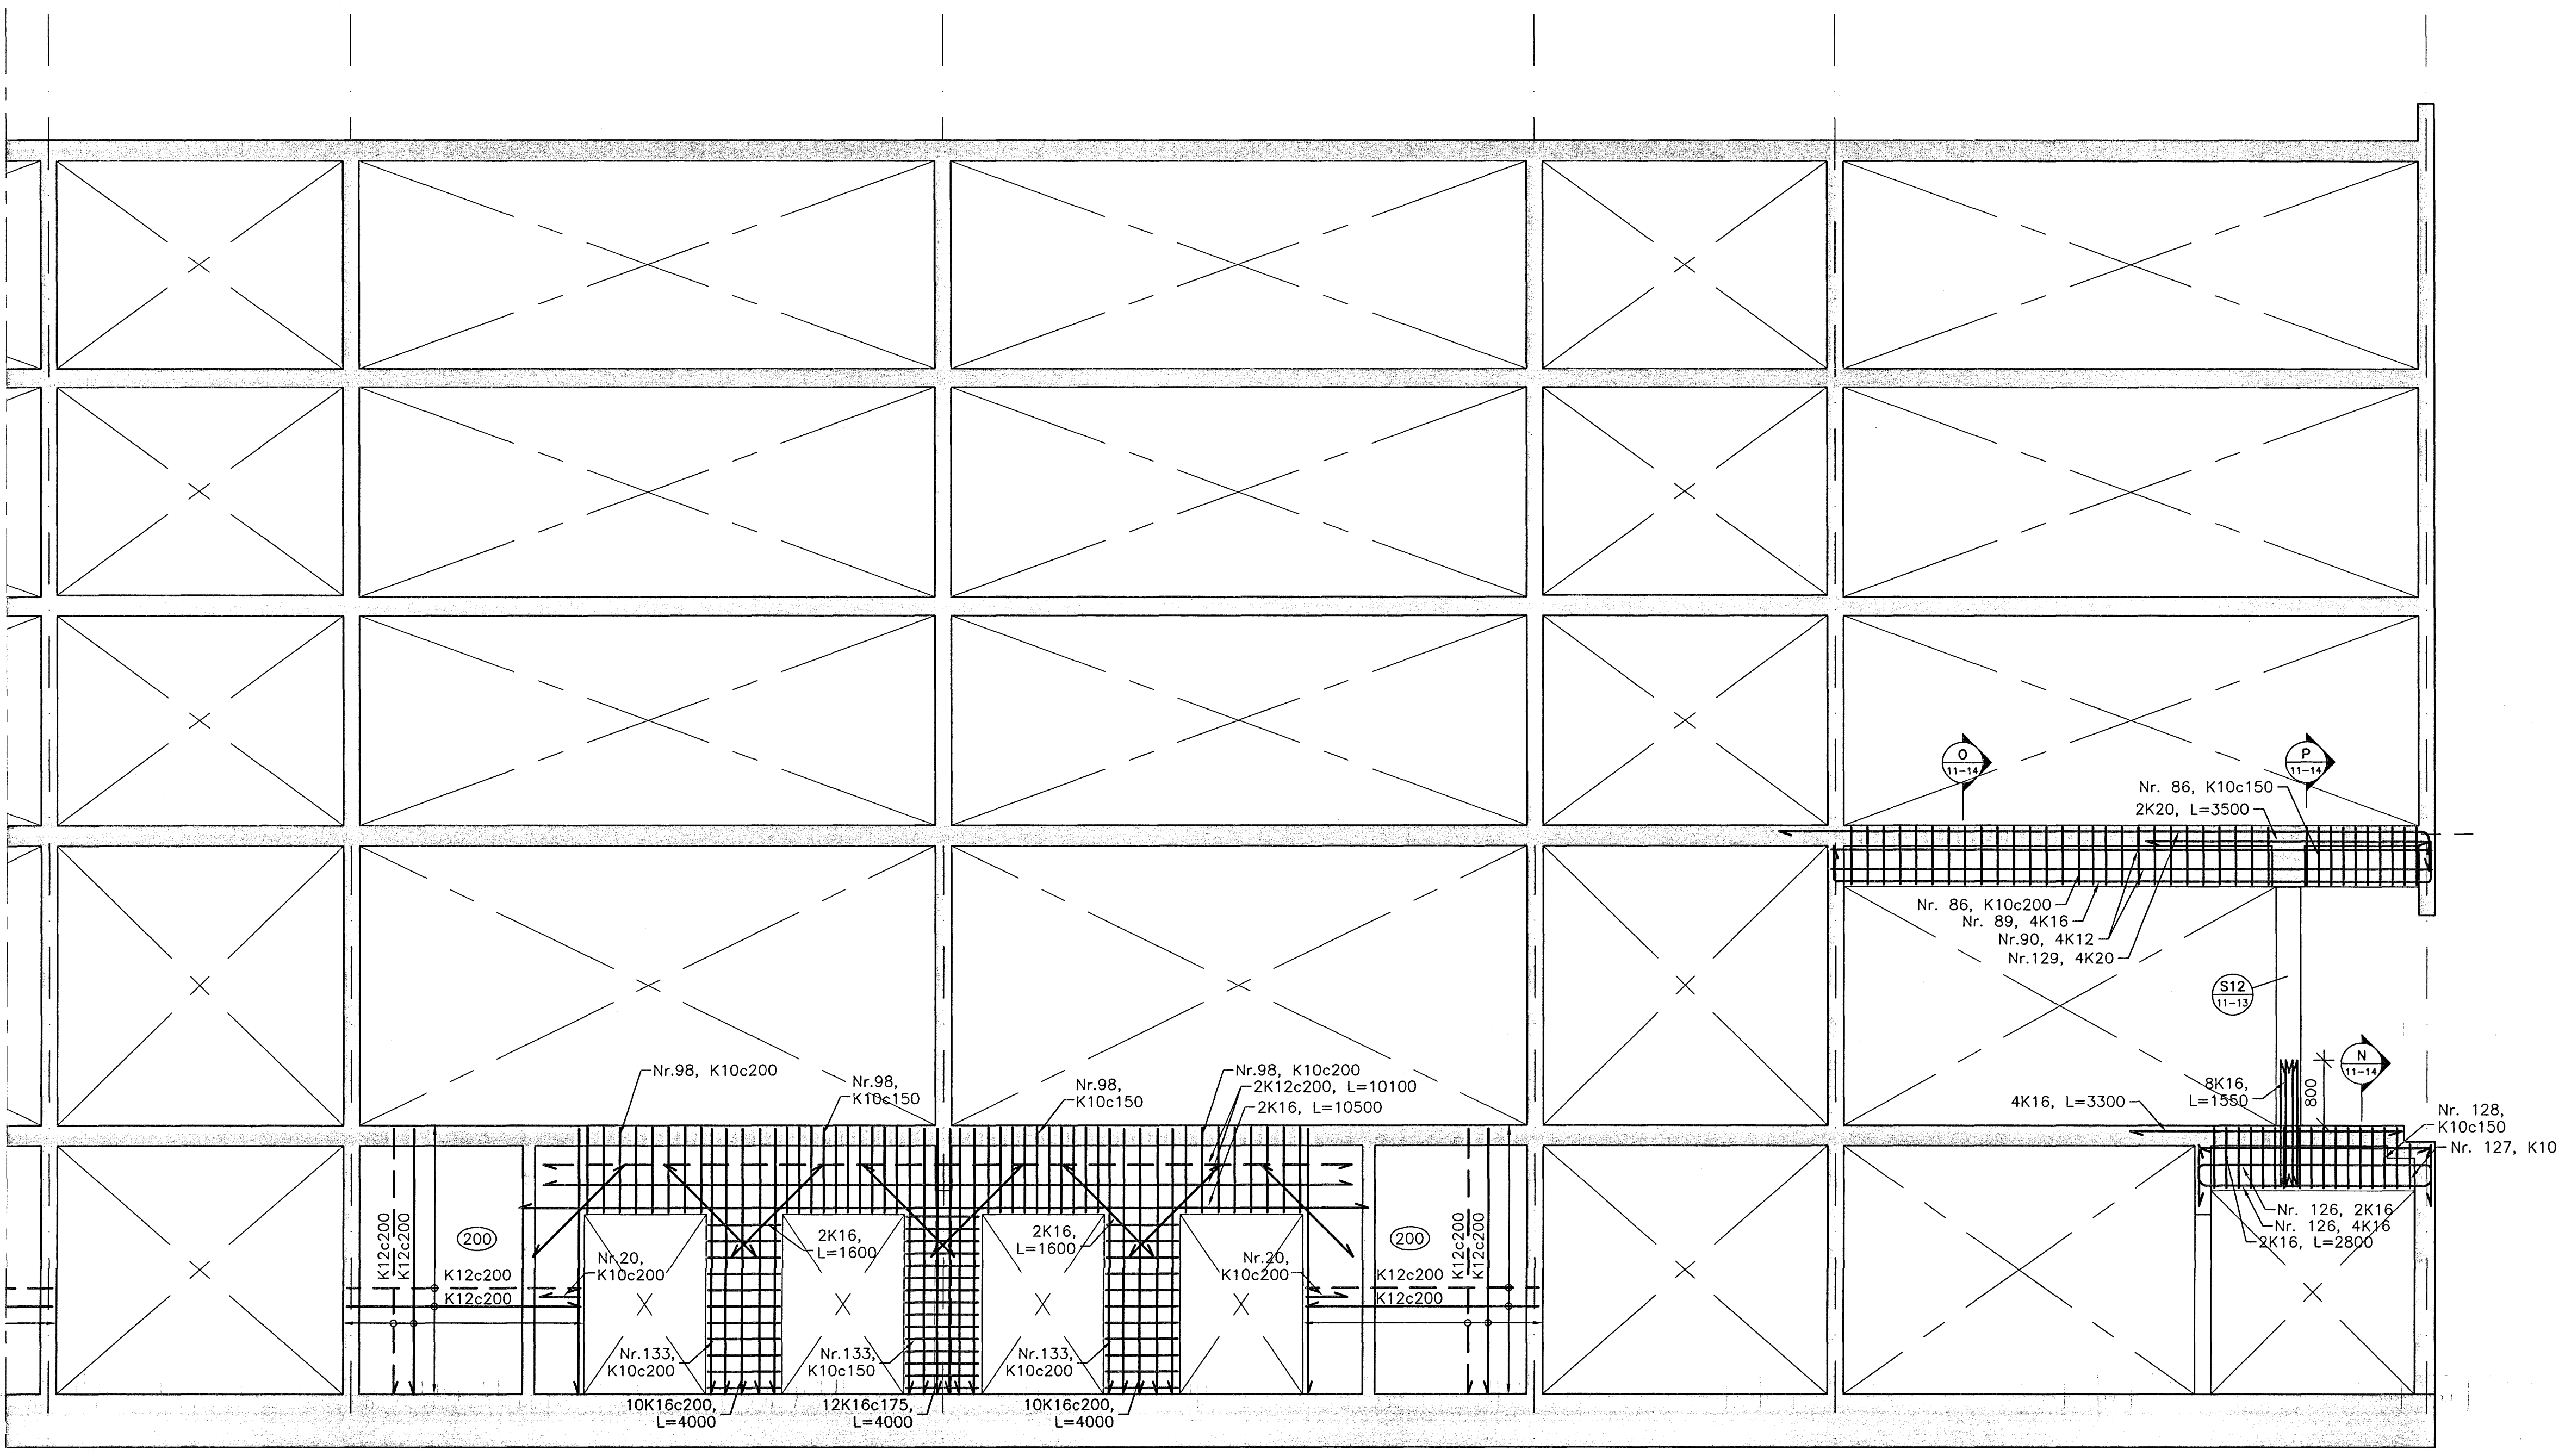 O
11-14
P
11-14
Nr. 86, K10c150
2K20, L=3500
Nr. 86, K10c200
Nr. 89, 4K16
Nr.90, 4K12
Nr.129, 4K20
S12
11-13
N
11-14
8K16,
L=1550
800
4K16, L=3300
Nr. 128,
K10c150
Nr. 127, K10
Nr. 126, 2K16
Nr. 126, 4K16
2K16, L=2800
Nr.98, K10c200
Nr.98,
K10c150
Nr.98,
K10c150
Nr.98, K10c200
2K12c200, L=10100
2K16, L=10500
K12c200
K12c200
200
K12c200
K12c200
Nr.20,
K10c200
2K16,
L=1600
2K16,
L=1600
Nr.20,
K10c200
200
K12c200
K12c200
K12c200
K12c200
Nr.133,
K10c200
Nr.133,
K10c150
Nr.133,
K10c200
10K16c200,
L=4000
12K16c175,
L=4000
10K16c200,
L=4000